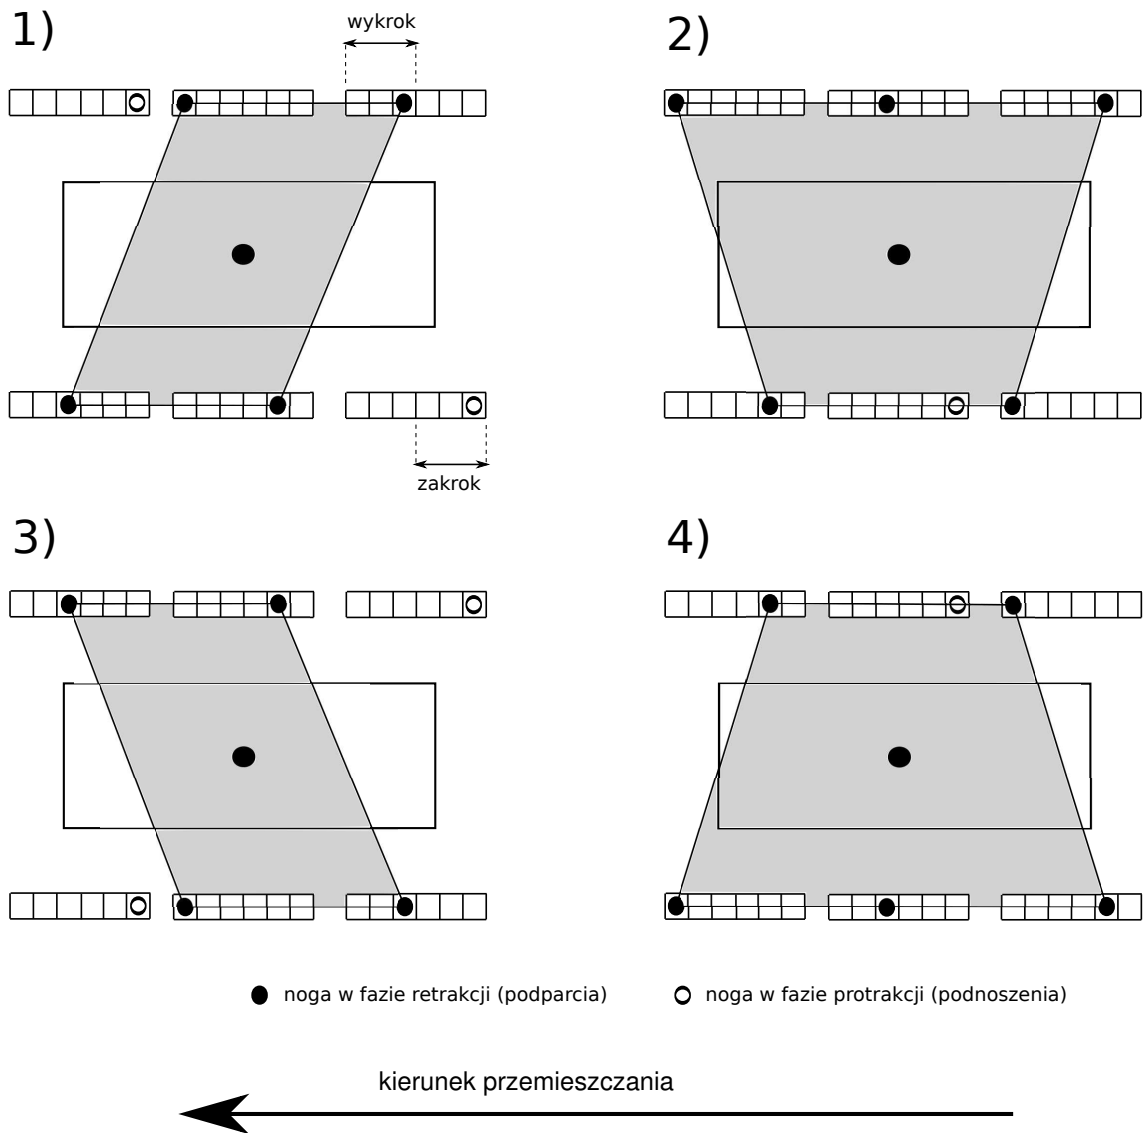 1)
wykrok
2)
zakrok
3)
4)
noga w fazie retrakcji (podparcia)
noga w fazie protrakcji (podnoszenia)
kierunek przemieszczania